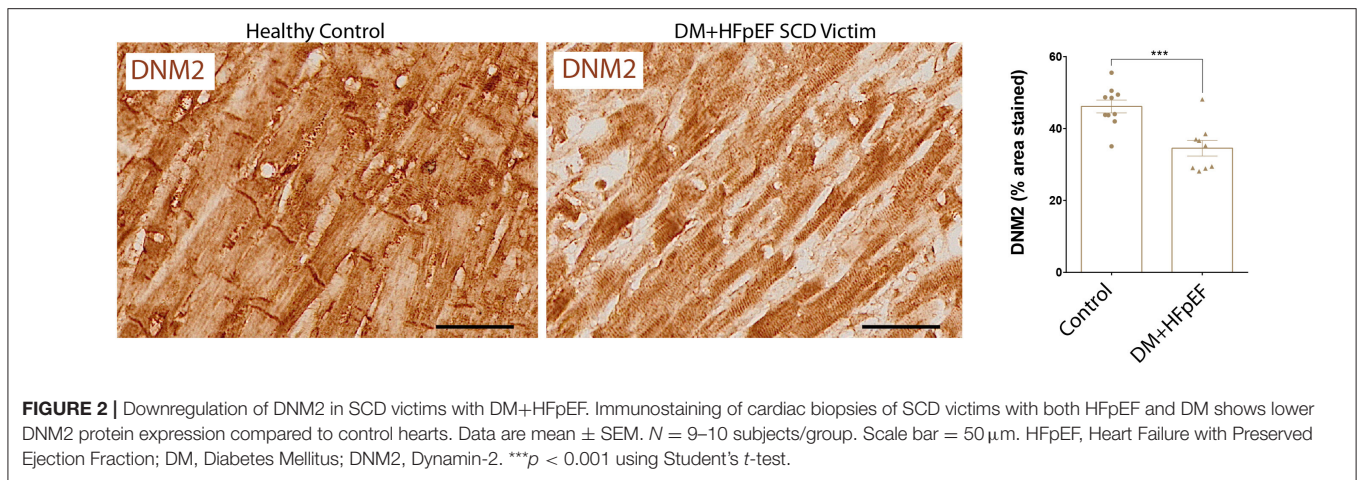 Healthy Control
DM+HFpEF SCD Victim
DNM2
DNM2
DNM2 (% area stained)
60
40
20
0
***
Control
DM+HFpEF
FIGURE 2 | Downregulation of DNM2 in SCD victims with DM+HFpEF. Immunostaining of cardiac biopsies of SCD victims with both HFpEF and DM shows lower
DNM2 protein expression compared to control hearts. Data are mean ± SEM. N = 9–10 subjects/group. Scale bar = 50 μm. HFpEF, Heart Failure with Preserved
Ejection Fraction; DM, Diabetes Mellitus; DNM2, Dynamin-2. ***p < 0.001 using Student's t-test.